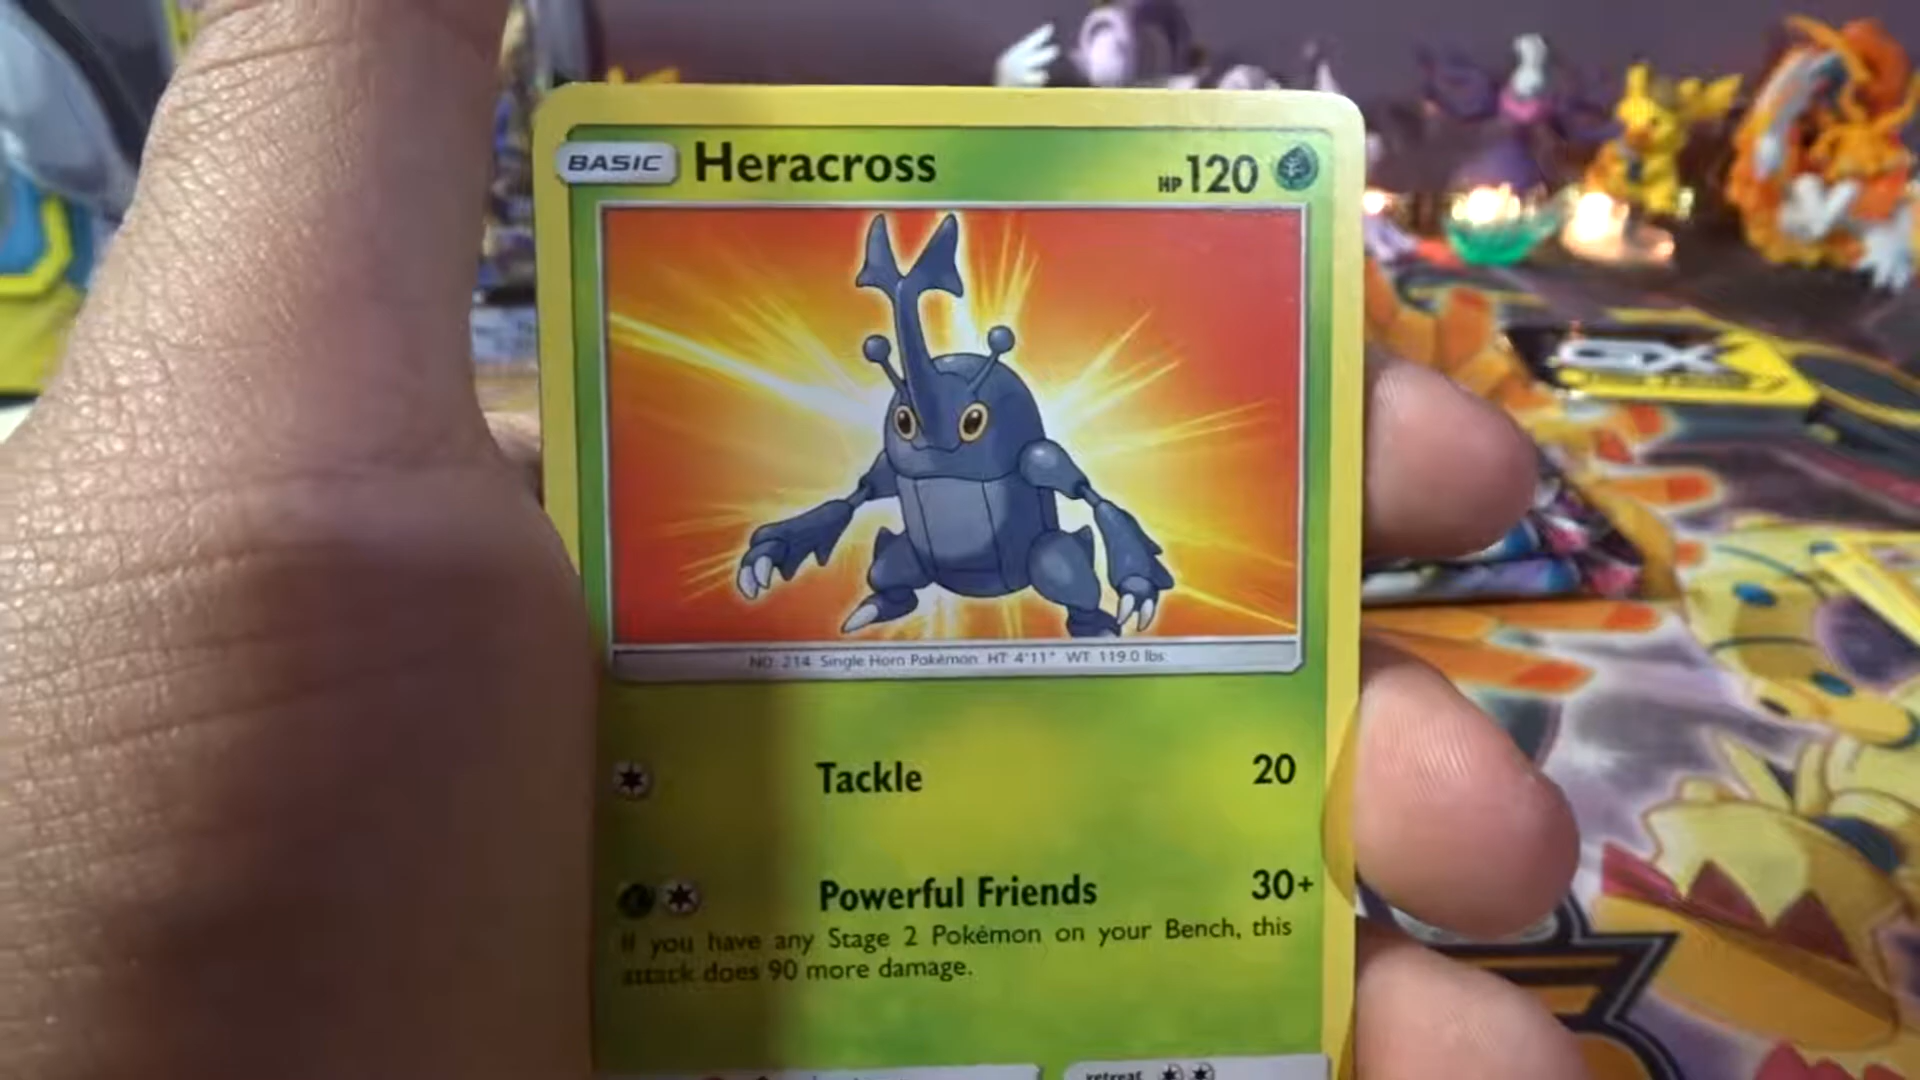 BASIC Heracross HP 120
NO. 214 Single Horn Pokémon HT 4'11" WT 119.0 lbs
Tackle 20
Powerful Friends 30+
If you have any Stage 2 Pokémon on your Bench, this
attack does 90 more damage.
retreat
GX